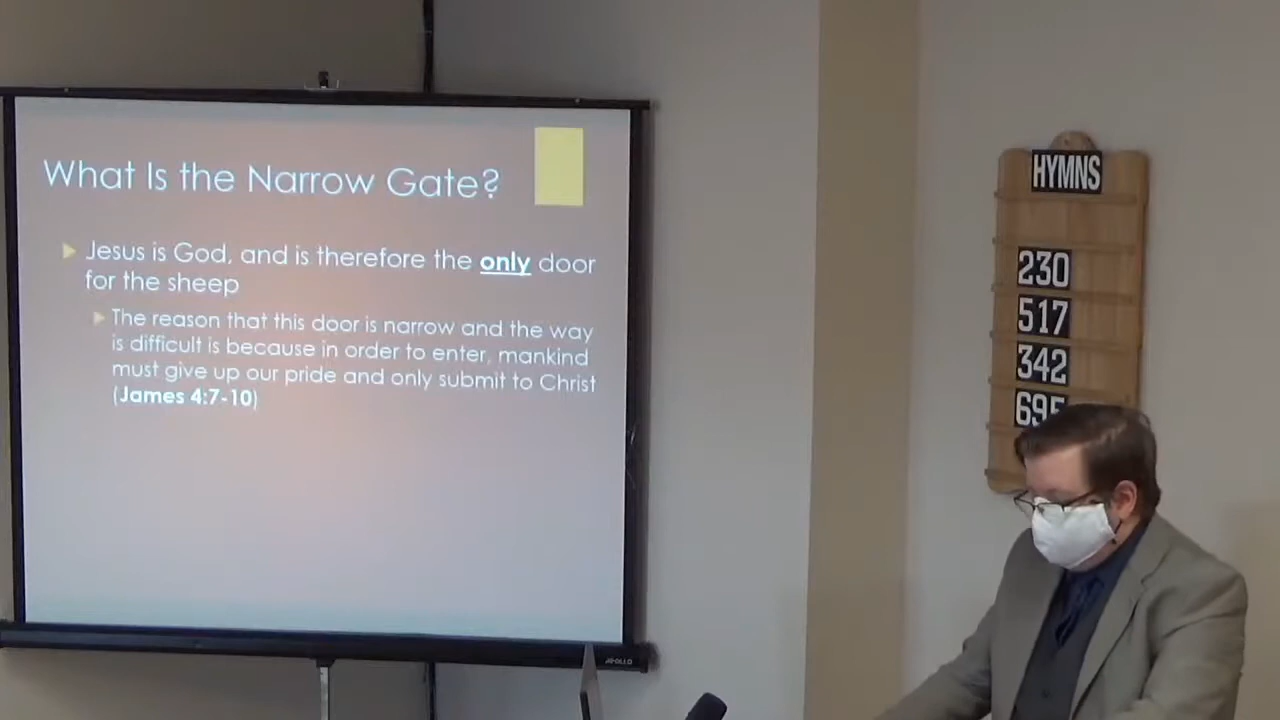 What Is the Narrow Gate?
Jesus is God, and is therefore the only door
for the sheep
The reason that this door is narrow and the way
is difficult is because in order to enter, mankind
must give up our pride and only submit to Christ
(James 4:7-10)
APOLLO
HYMNS
230
517
342
695